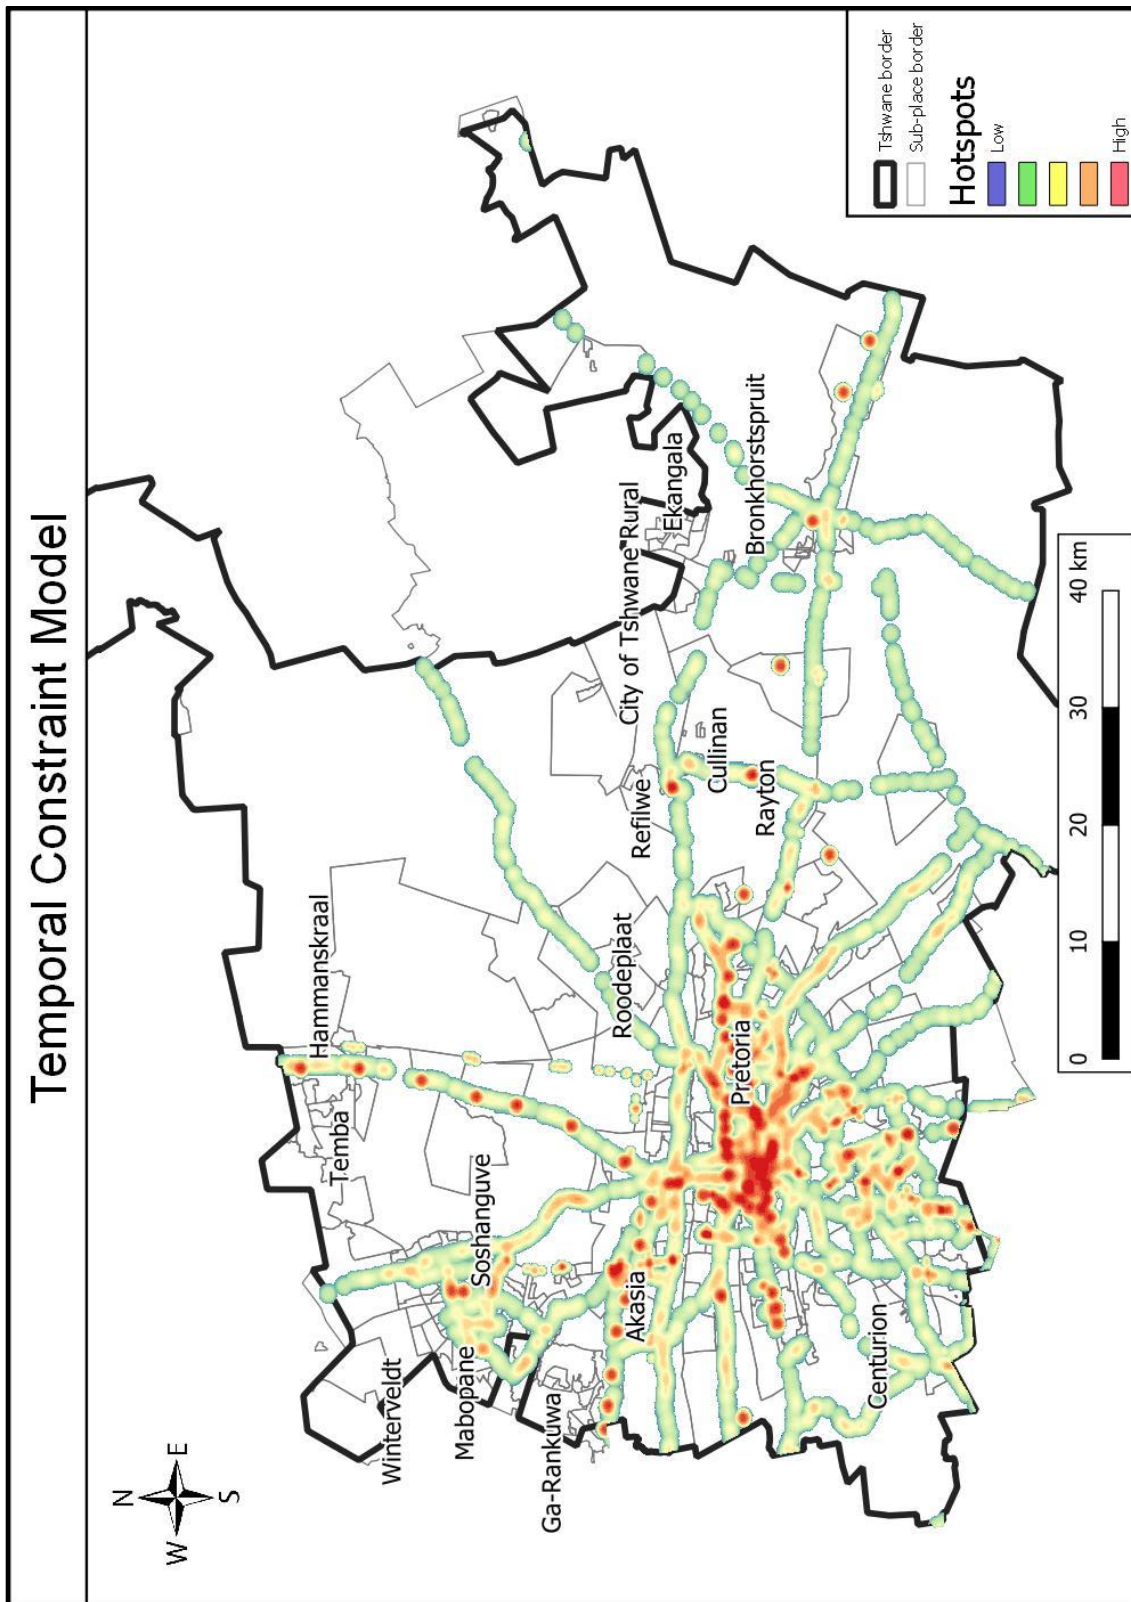 Temporal Constraint Model
N
W E
S
Hammanskraal
Temba
Winterveldt
Soshanguve
Mabopane
Ga-Rankuwa
Roodeplaat
Refilwe
City of Tshwane Rural
Ekangala
Akasia
Cullinan
Pretoria
Rayton
Bronkhorstspruit
Centurion
Tshwane border
Sub-place border
Hotspots
Low
High
0 10 20 30 40 km